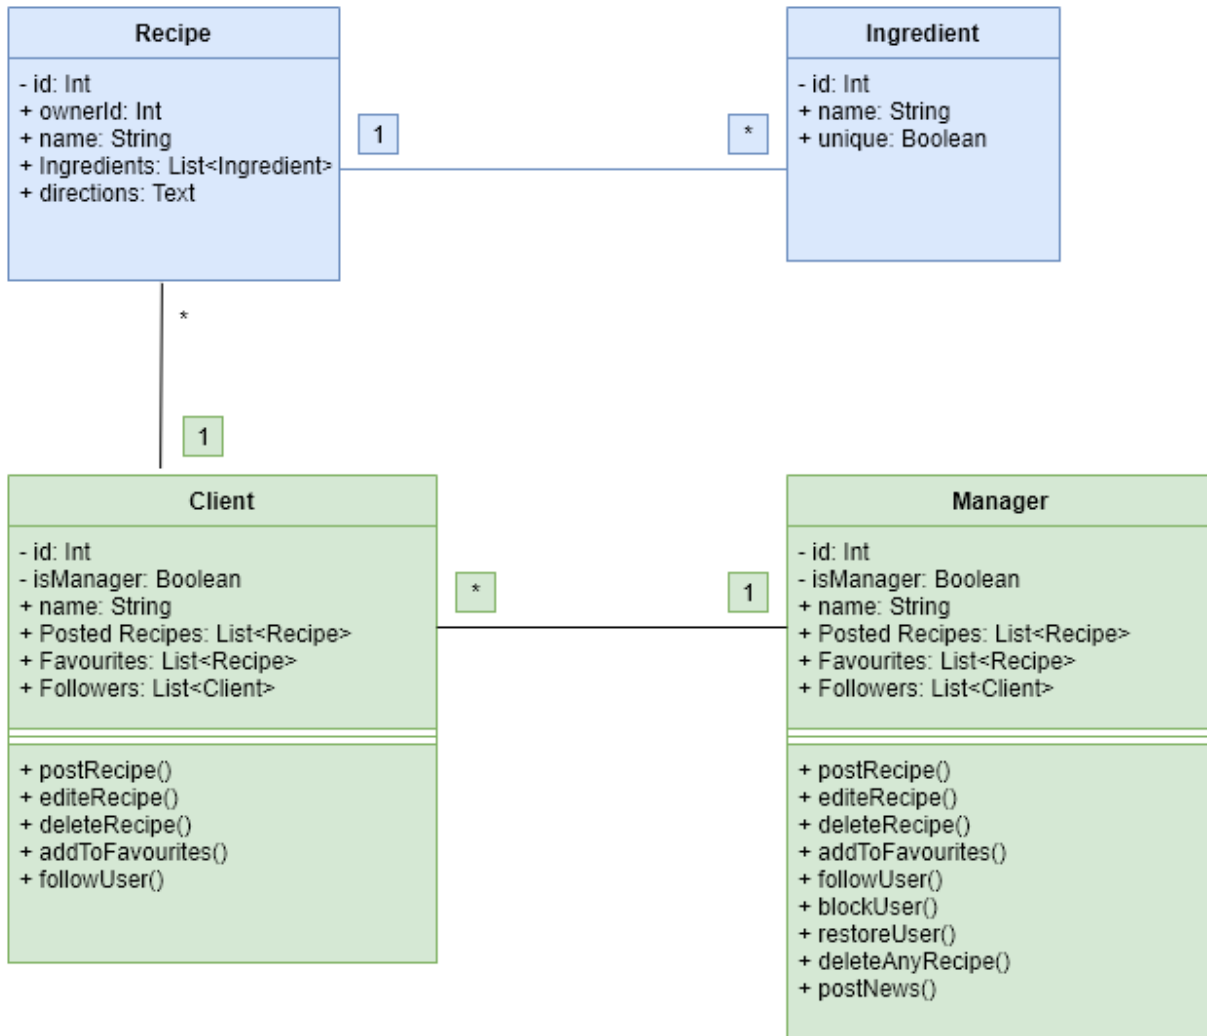 Recipe
- id: Int
+ ownerId: Int
+ name: String
+ Ingredients: List<Ingredient>
+ directions: Text
1
*
Ingredient
- id: Int
+ name: String
+ unique: Boolean
*
1
Client
- id: Int
- isManager: Boolean
+ name: String
+ Posted Recipes: List<Recipe>
+ Favourites: List<Recipe>
+ Followers: List<Client>
+ postRecipe()
+ editeRecipe()
+ deleteRecipe()
+ addToFavourites()
+ followUser()
*
1
Manager
- id: Int
- isManager: Boolean
+ name: String
+ Posted Recipes: List<Recipe>
+ Favourites: List<Recipe>
+ Followers: List<Client>
+ postRecipe()
+ editeRecipe()
+ deleteRecipe()
+ addToFavourites()
+ followUser()
+ blockUser()
+ restoreUser()
+ deleteAnyRecipe()
+ postNews()